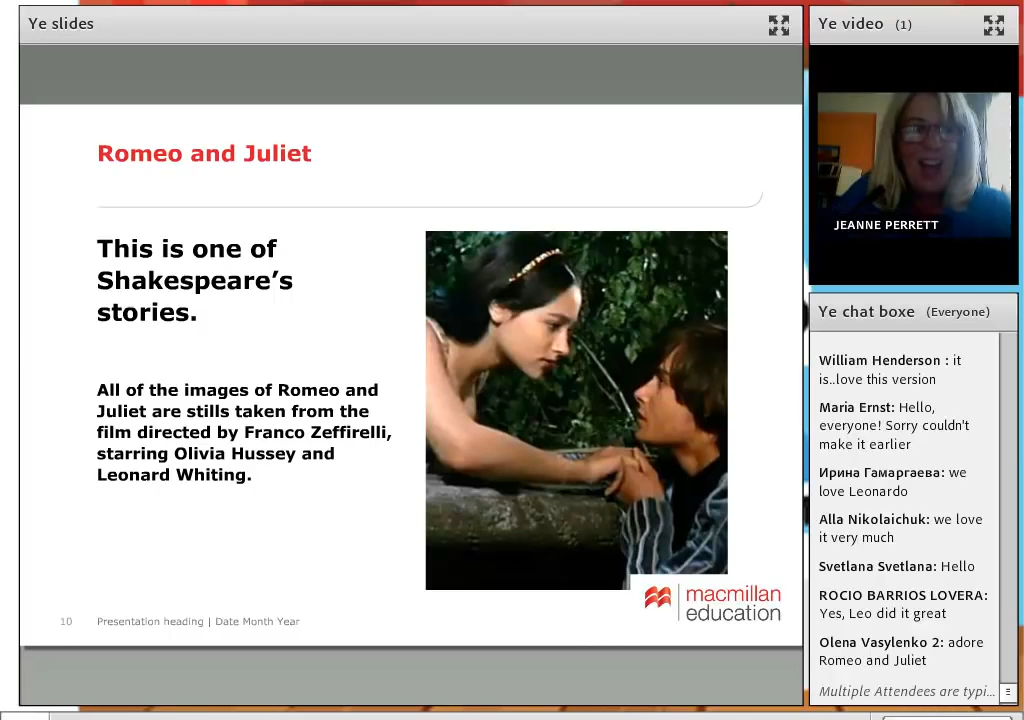 Ye slides
Romeo and Juliet
This is one of
Shakespeare's
stories.
All of the images of Romeo and
Juliet are stills taken from the
film directed by Franco Zeffirelli,
starring Olivia Hussey and
Leonard Whiting.
macmillan
education
10 Presentation heading | Date Month Year
Ye video (1)
JEANNE PERRETT
Ye chat boxe (Everyone)
William Henderson : it
is..love this version
Maria Ernst: Hello,
everyone! Sorry couldn't
make it earlier
Ирина Гамаргаева: we
love Leonardo
Alla Nikolaichuk: we love
it very much
Svetlana Svetlana: Hello
ROCIO BARRIOS LOVERA:
Yes, Leo did it great
Olena Vasylenko 2: adore
Romeo and Juliet
Multiple Attendees are typi...